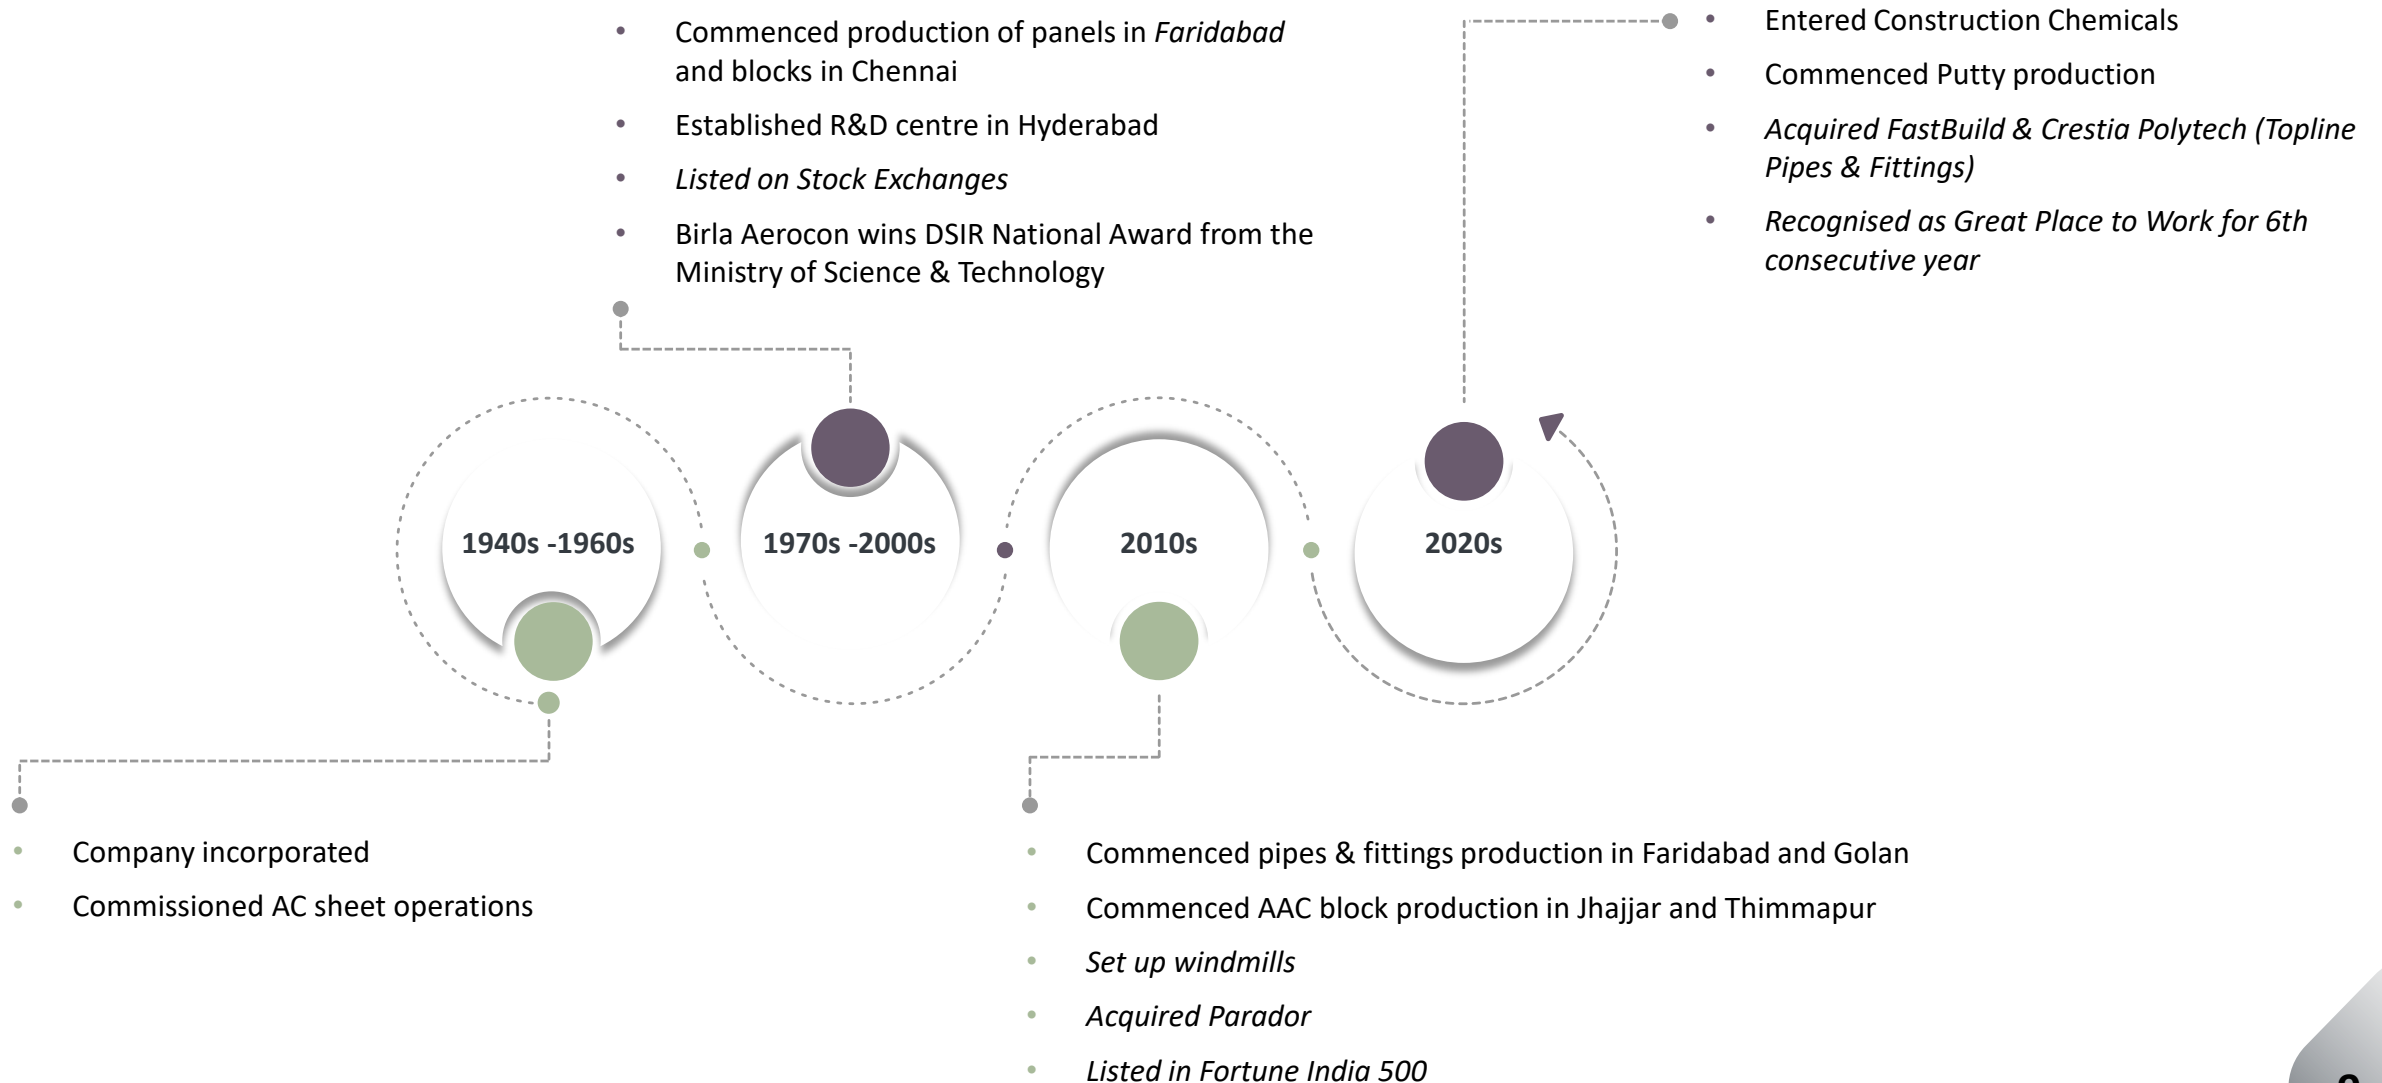 • Commenced production of panels in Faridabad
and blocks in Chennai
• Established R&D centre in Hyderabad
• Listed on Stock Exchanges
• Birla Aerocon wins DSIR National Award from the
Ministry of Science & Technology
• Entered Construction Chemicals
• Commenced Putty production
• Acquired FastBuild & Crestia Polytech (Topline
Pipes & Fittings)
• Recognised as Great Place to Work for 6th
consecutive year
1940s -1960s
1970s -2000s
2010s
2020s
• Company incorporated
• Commissioned AC sheet operations
• Commenced pipes & fittings production in Faridabad and Golan
• Commenced AAC block production in Jhajjar and Thimmapur
• Set up windmills
• Acquired Parador
• Listed in Fortune India 500